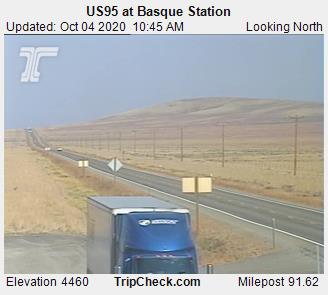 US95 at Basque Station
Updated: Oct 04 2020 10:45 AM Looking North
Elevation 4460 TripCheck.com Milepost 91.62